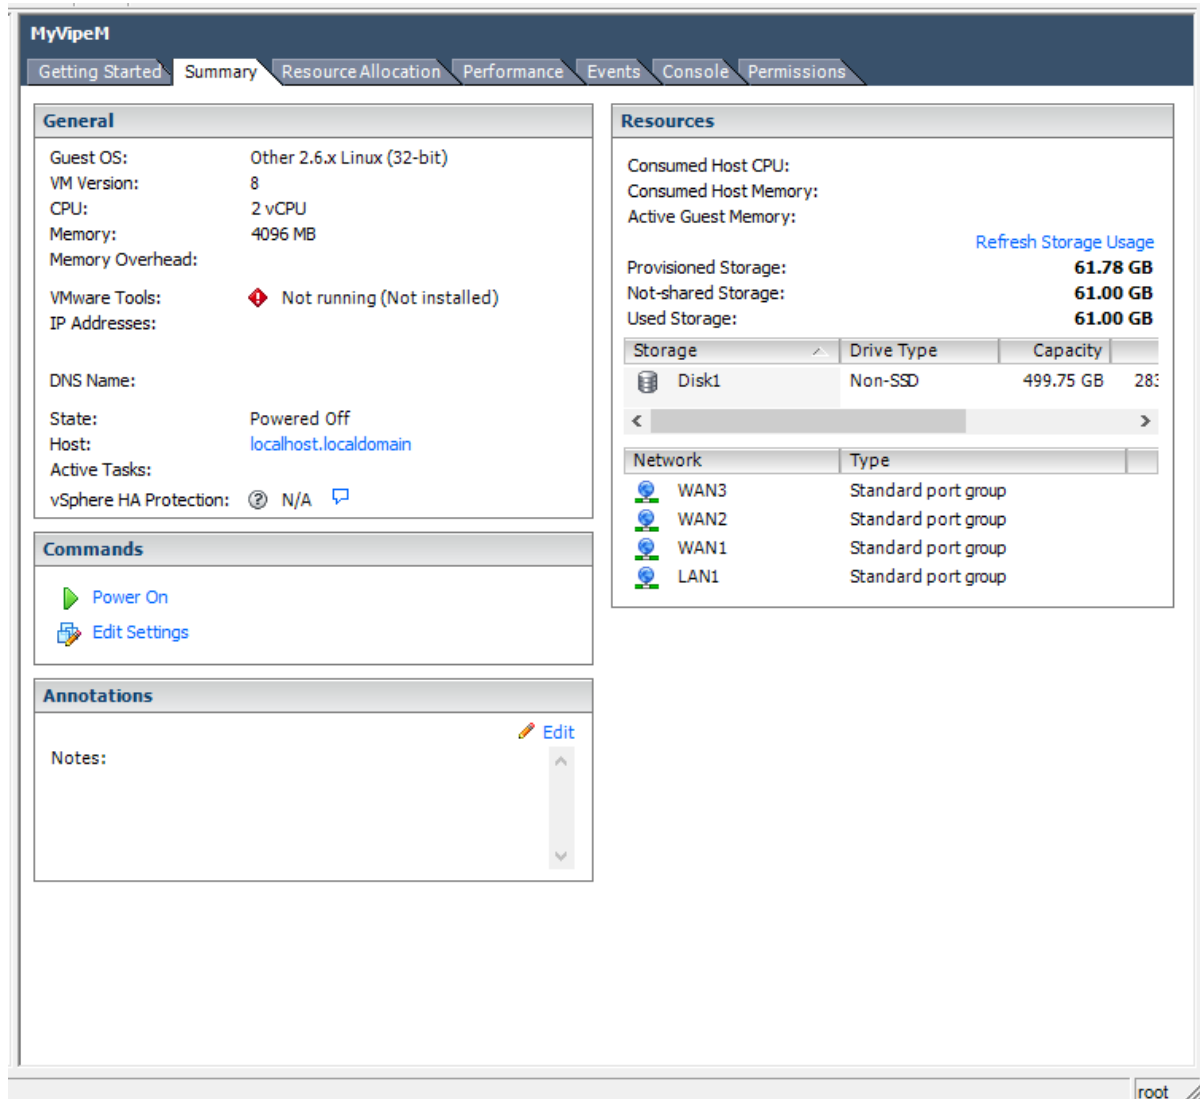 MyVipeM
Getting Started Summary Resource Allocation Performance Events Console Permissions
General
Guest OS: Other 2.6.x Linux (32-bit)
VM Version: 8
CPU: 2 vCPU
Memory: 4096 MB
Memory Overhead:
VMware Tools: Not running (Not installed)
IP Addresses:
DNS Name:
State: Powered Off
Host: localhost.localdomain
Active Tasks:
vSphere HA Protection: ? N/A
Commands
Power On
Edit Settings
Annotations
Edit
Notes:
Resources
Consumed Host CPU:
Consumed Host Memory:
Active Guest Memory:
Refresh Storage Usage
Provisioned Storage: 61.78 GB
Not-shared Storage: 61.00 GB
Used Storage: 61.00 GB
Storage Drive Type Capacity
Disk1 Non-SSD 499.75 GB 283
Network Type
WAN3 Standard port group
WAN2 Standard port group
WAN1 Standard port group
LAN1 Standard port group
root